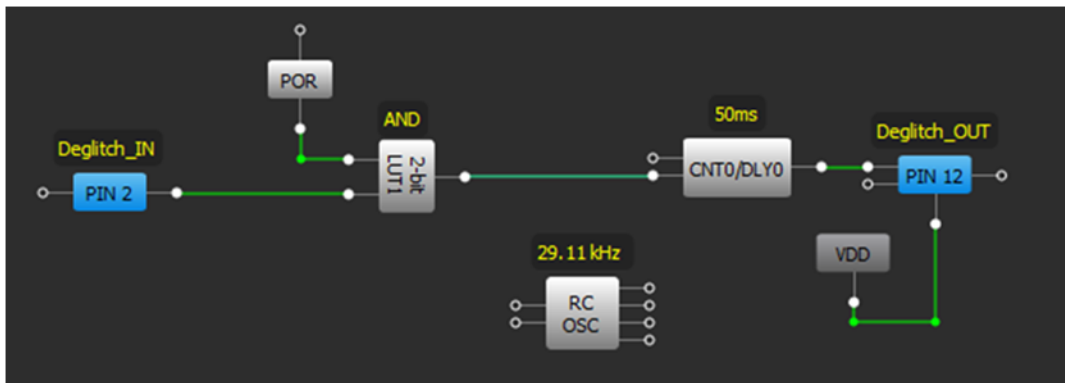 POR
AND
50ms
Deglitch_IN
Deglitch_OUT
2-bit
LUT1
CNT0/DLY0
PIN 2
PIN 12
29.11 kHz
VDD
RC
OSC